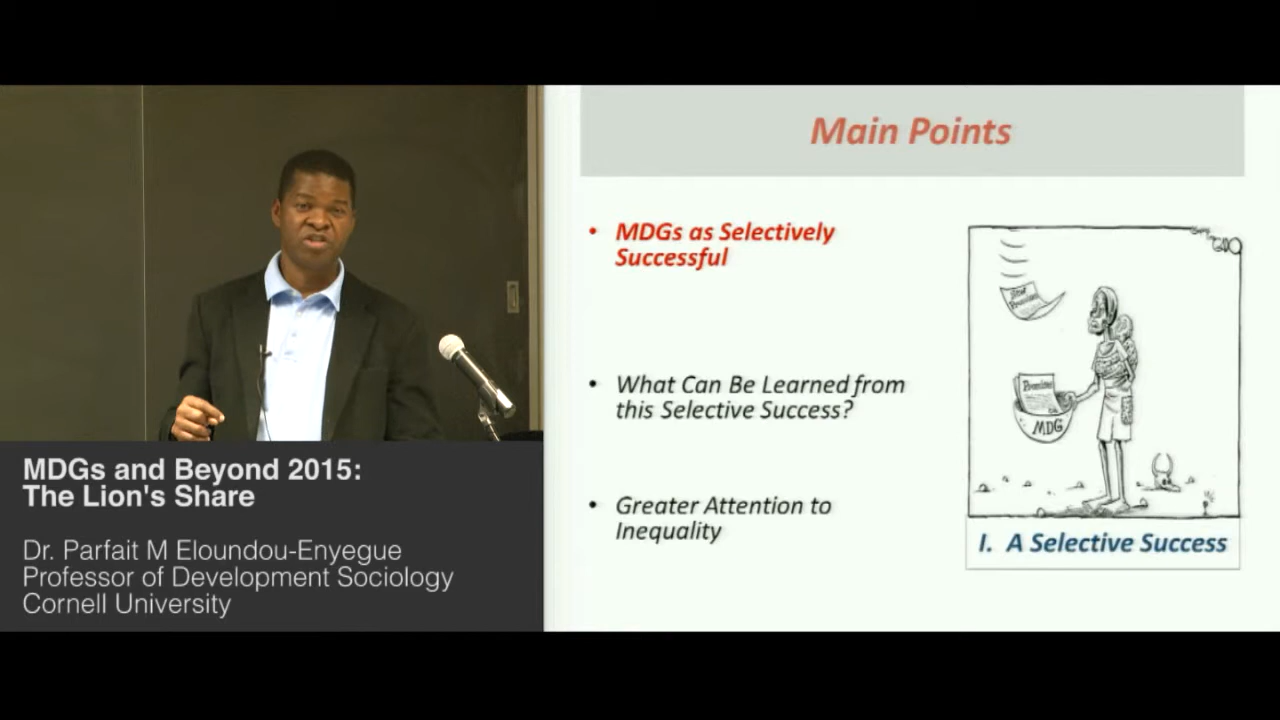 Main Points
• MDGs as Selectively
Successful
• What Can Be Learned from
this Selective Success?
• Greater Attention to
Inequality
Promises
MDG
I. A Selective Success
MDGs and Beyond 2015:
The Lion's Share
Dr. Parfait M Eloundou-Enyegue
Professor of Development Sociology
Cornell University